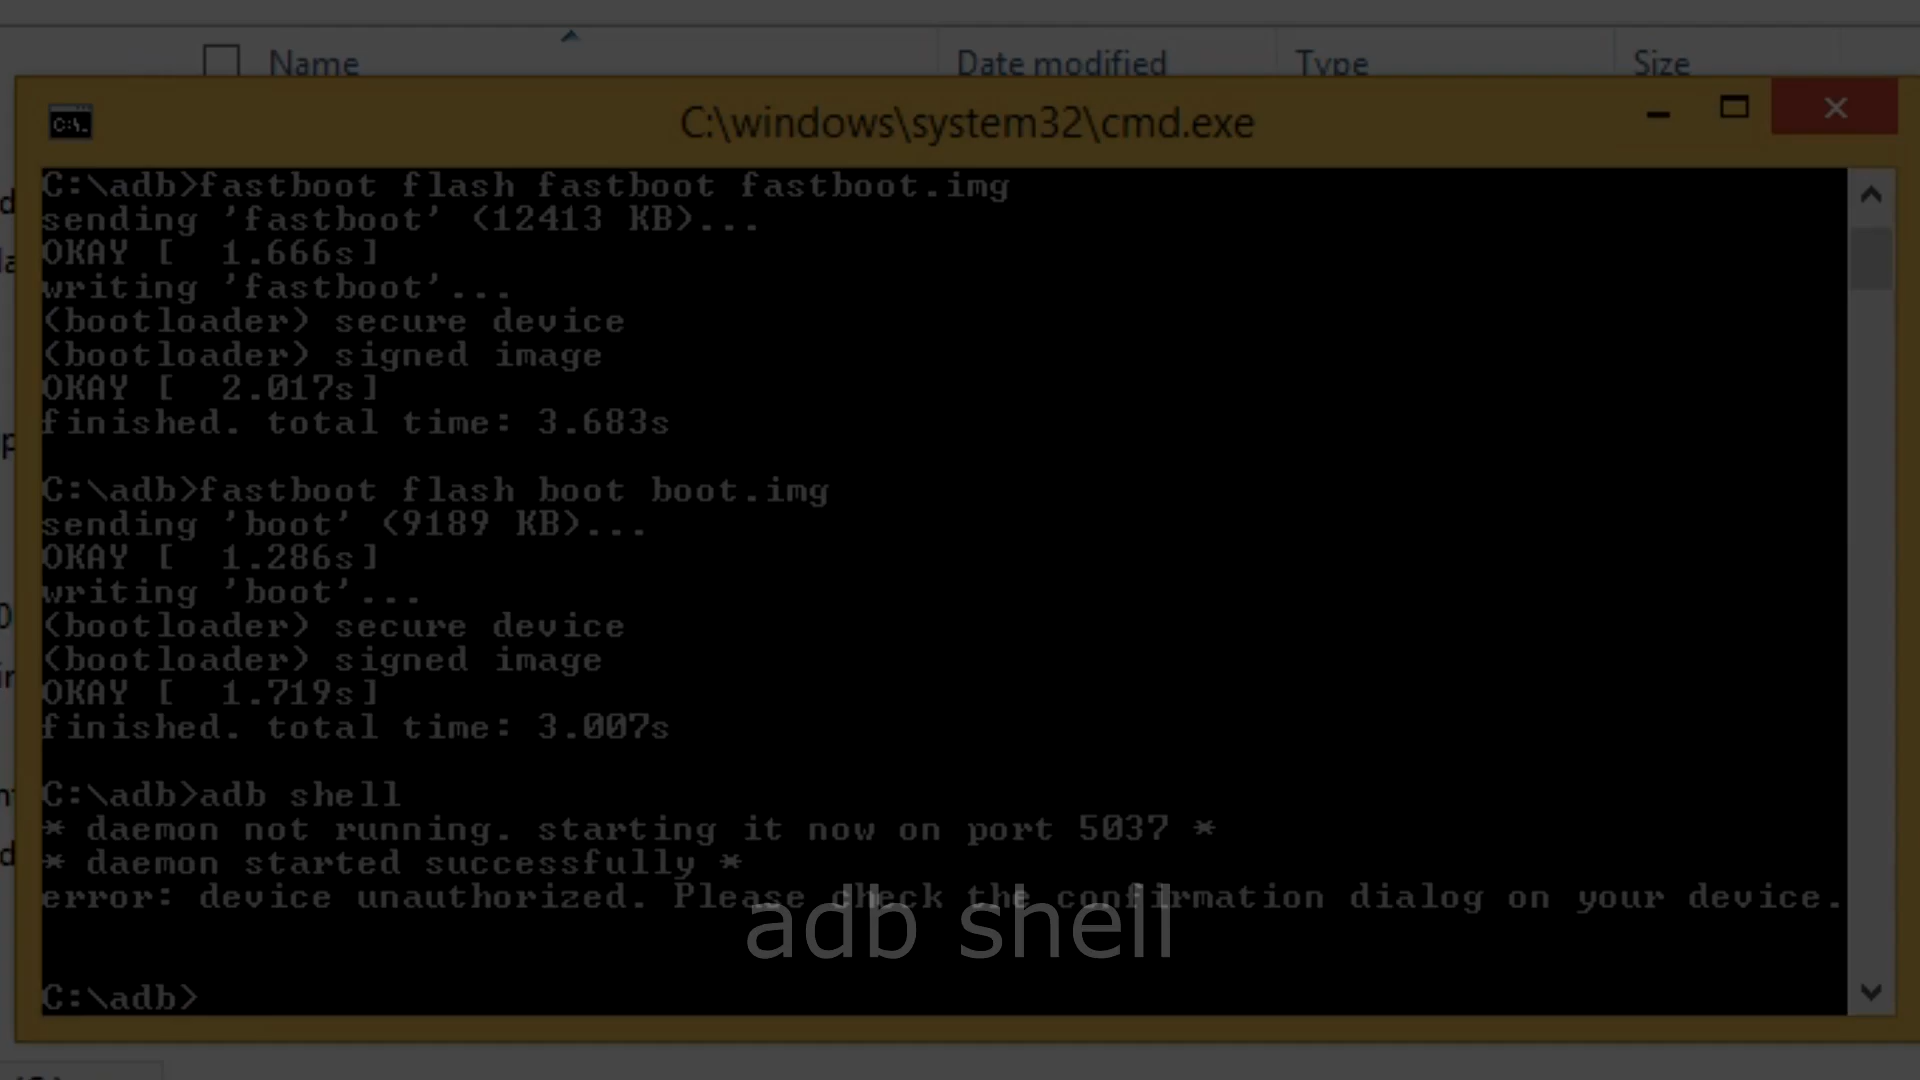 Name Date modified Type Size
C:\windows\system32\cmd.exe
C:\adb>fastboot flash fastboot fastboot.img
sending 'fastboot' (12413 KB)...
OKAY [  1.666s]
writing 'fastboot'...
(bootloader) secure device
(bootloader) signed image
OKAY [  2.017s]
finished. total time: 3.683s
C:\adb>fastboot flash boot boot.img
sending 'boot' (9189 KB)...
OKAY [  1.286s]
writing 'boot'...
(bootloader) secure device
(bootloader) signed image
OKAY [  1.719s]
finished. total time: 3.007s
C:\adb>adb shell
* daemon not running. starting it now on port 5037 *
* daemon started successfully *
error: device unauthorized. Please check the confirmation dialog on your device.
adb shell
C:\adb>